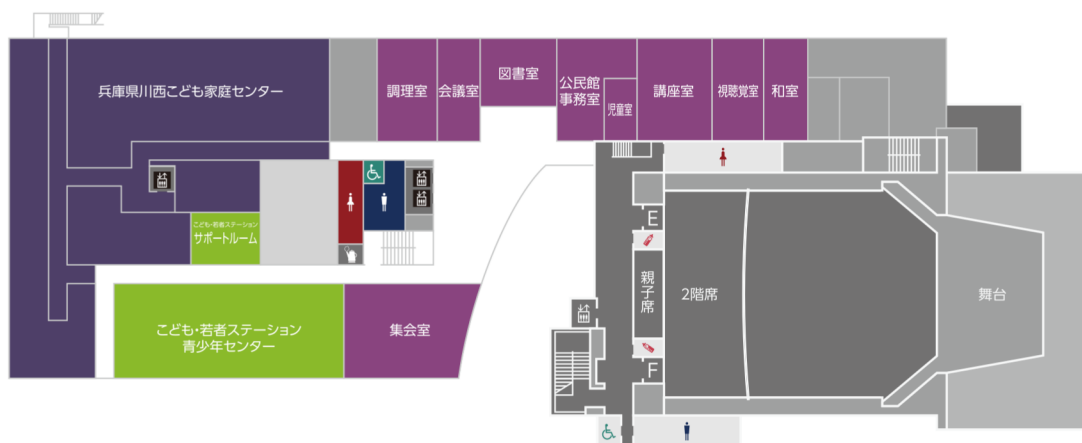 兵庫県川西こども家庭センター
調理室
会議室
図書室
公民館
事務室
児童室
講座室
視聴覚室
和室
こども・若者ステーション
サポートルーム
E
親子席
2階席
舞台
こども・若者ステーション
青少年センター
集会室
F